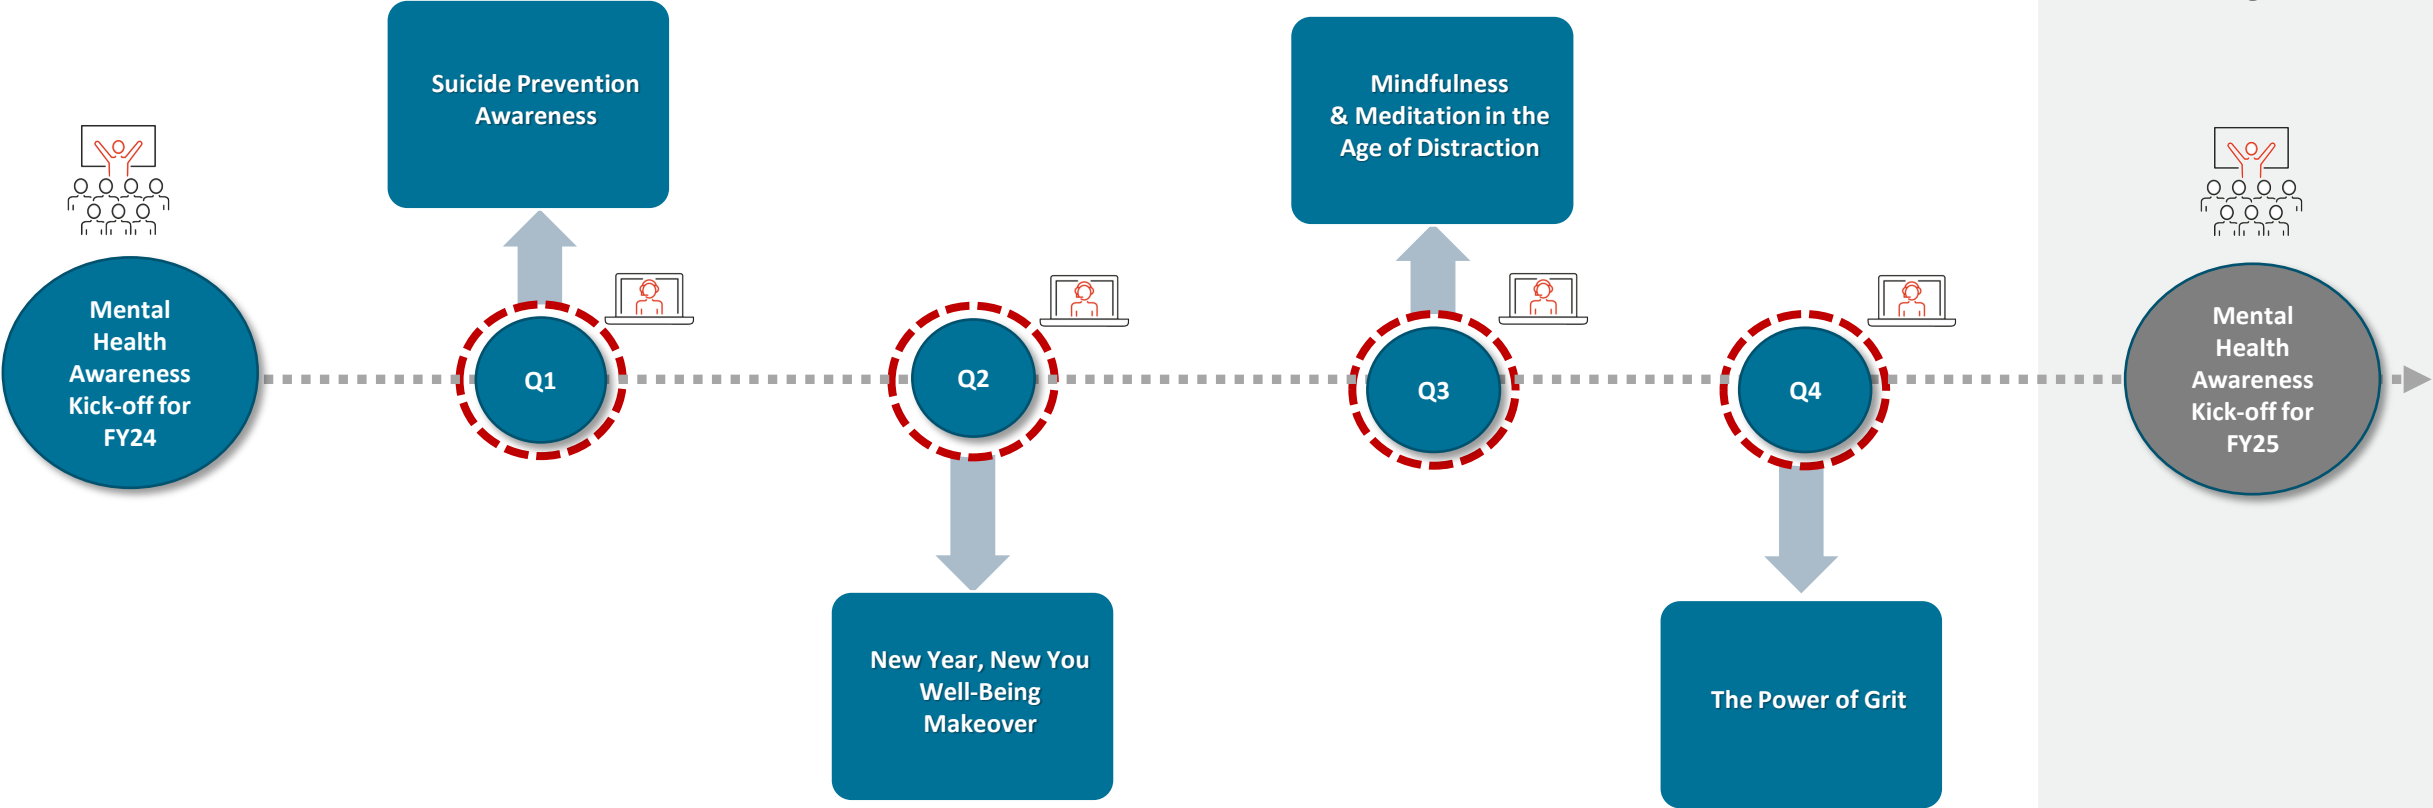 Suicide Prevention
Awareness
Mindfulness
& Meditation in the
Age of Distraction
Mental
Health
Awareness
Kick-off for
FY24
Q1
Q2
Q3
Q4
Mental
Health
Awareness
Kick-off for
FY25
New Year, New You
Well-Being
Makeover
The Power of Grit